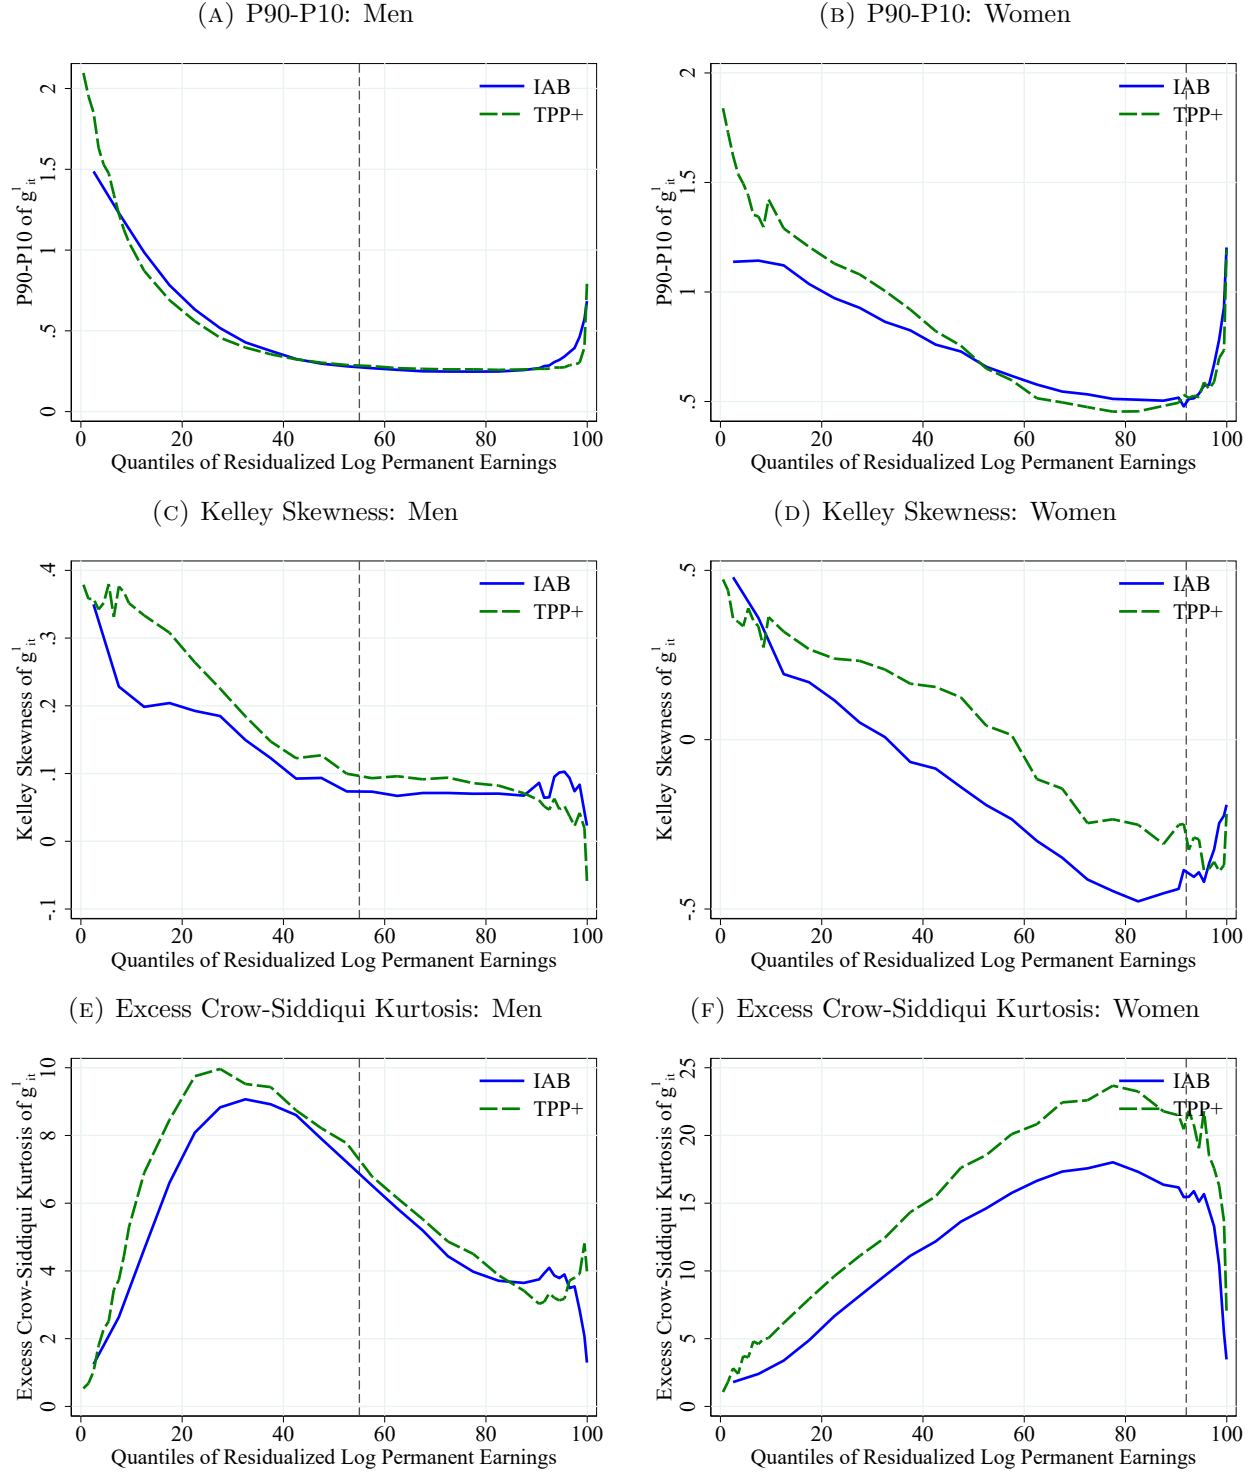 (A) P90-P10: Men
2
1.5
1
.5
0
P90-P10 of g¹it
IAB
TPP+
0 20 40 60 80 100
Quantiles of Residualized Log Permanent Earnings
(B) P90-P10: Women
2
1.5
1
.5
P90-P10 of g¹it
IAB
TPP+
0 20 40 60 80 100
Quantiles of Residualized Log Permanent Earnings
(C) Kelley Skewness: Men
.4
.3
.2
.1
0
-.1
Kelley Skewness of g¹it
IAB
TPP+
0 20 40 60 80 100
Quantiles of Residualized Log Permanent Earnings
(D) Kelley Skewness: Women
.5
0
-.5
Kelley Skewness of g¹it
IAB
TPP+
0 20 40 60 80 100
Quantiles of Residualized Log Permanent Earnings
(E) Excess Crow-Siddiqui Kurtosis: Men
10
8
6
4
2
0
Excess Crow-Siddiqui Kurtosis of g¹it
IAB
TPP+
0 20 40 60 80 100
Quantiles of Residualized Log Permanent Earnings
(F) Excess Crow-Siddiqui Kurtosis: Women
25
20
15
10
5
0
Excess Crow-Siddiqui Kurtosis of g¹it
IAB
TPP+
0 20 40 60 80 100
Quantiles of Residualized Log Permanent Earnings